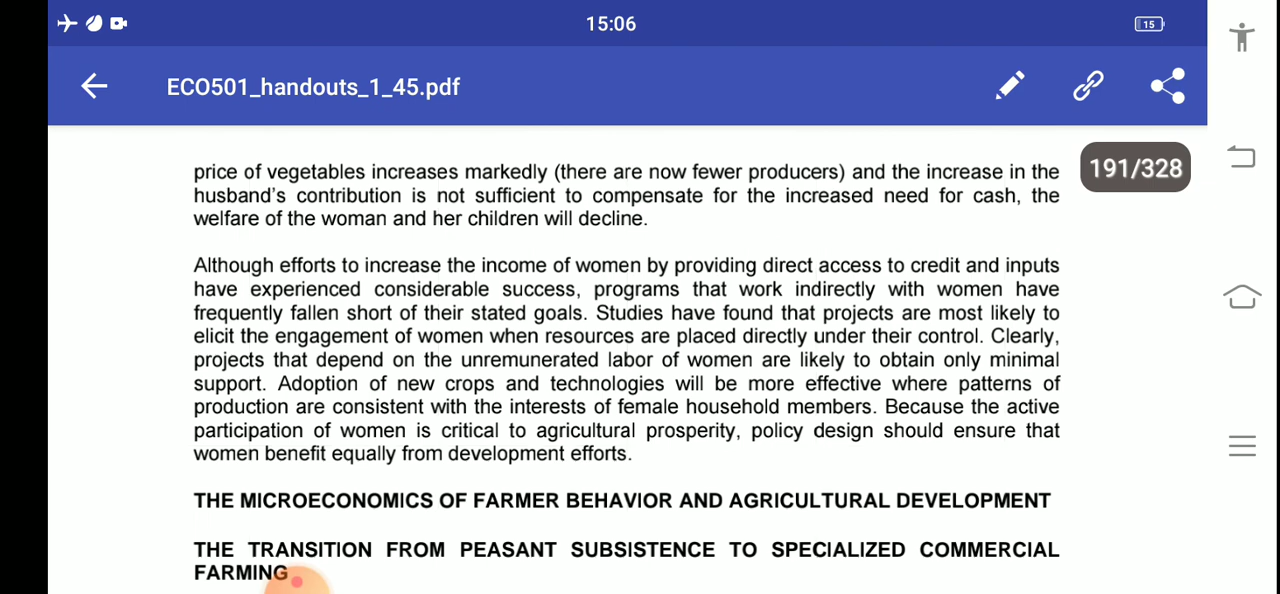 15:06
15
ECO501_handouts_1_45.pdf
191/328
price of vegetables increases markedly (there are now fewer producers) and the increase in the
husband's contribution is not sufficient to compensate for the increased need for cash, the
welfare of the woman and her children will decline.
Although efforts to increase the income of women by providing direct access to credit and inputs
have experienced considerable success, programs that work indirectly with women have
frequently fallen short of their stated goals. Studies have found that projects are most likely to
elicit the engagement of women when resources are placed directly under their control. Clearly,
projects that depend on the unremunerated labor of women are likely to obtain only minimal
support. Adoption of new crops and technologies will be more effective where patterns of
production are consistent with the interests of female household members. Because the active
participation of women is critical to agricultural prosperity, policy design should ensure that
women benefit equally from development efforts.
THE MICROECONOMICS OF FARMER BEHAVIOR AND AGRICULTURAL DEVELOPMENT
THE TRANSITION FROM PEASANT SUBSISTENCE TO SPECIALIZED COMMERCIAL
FARMING